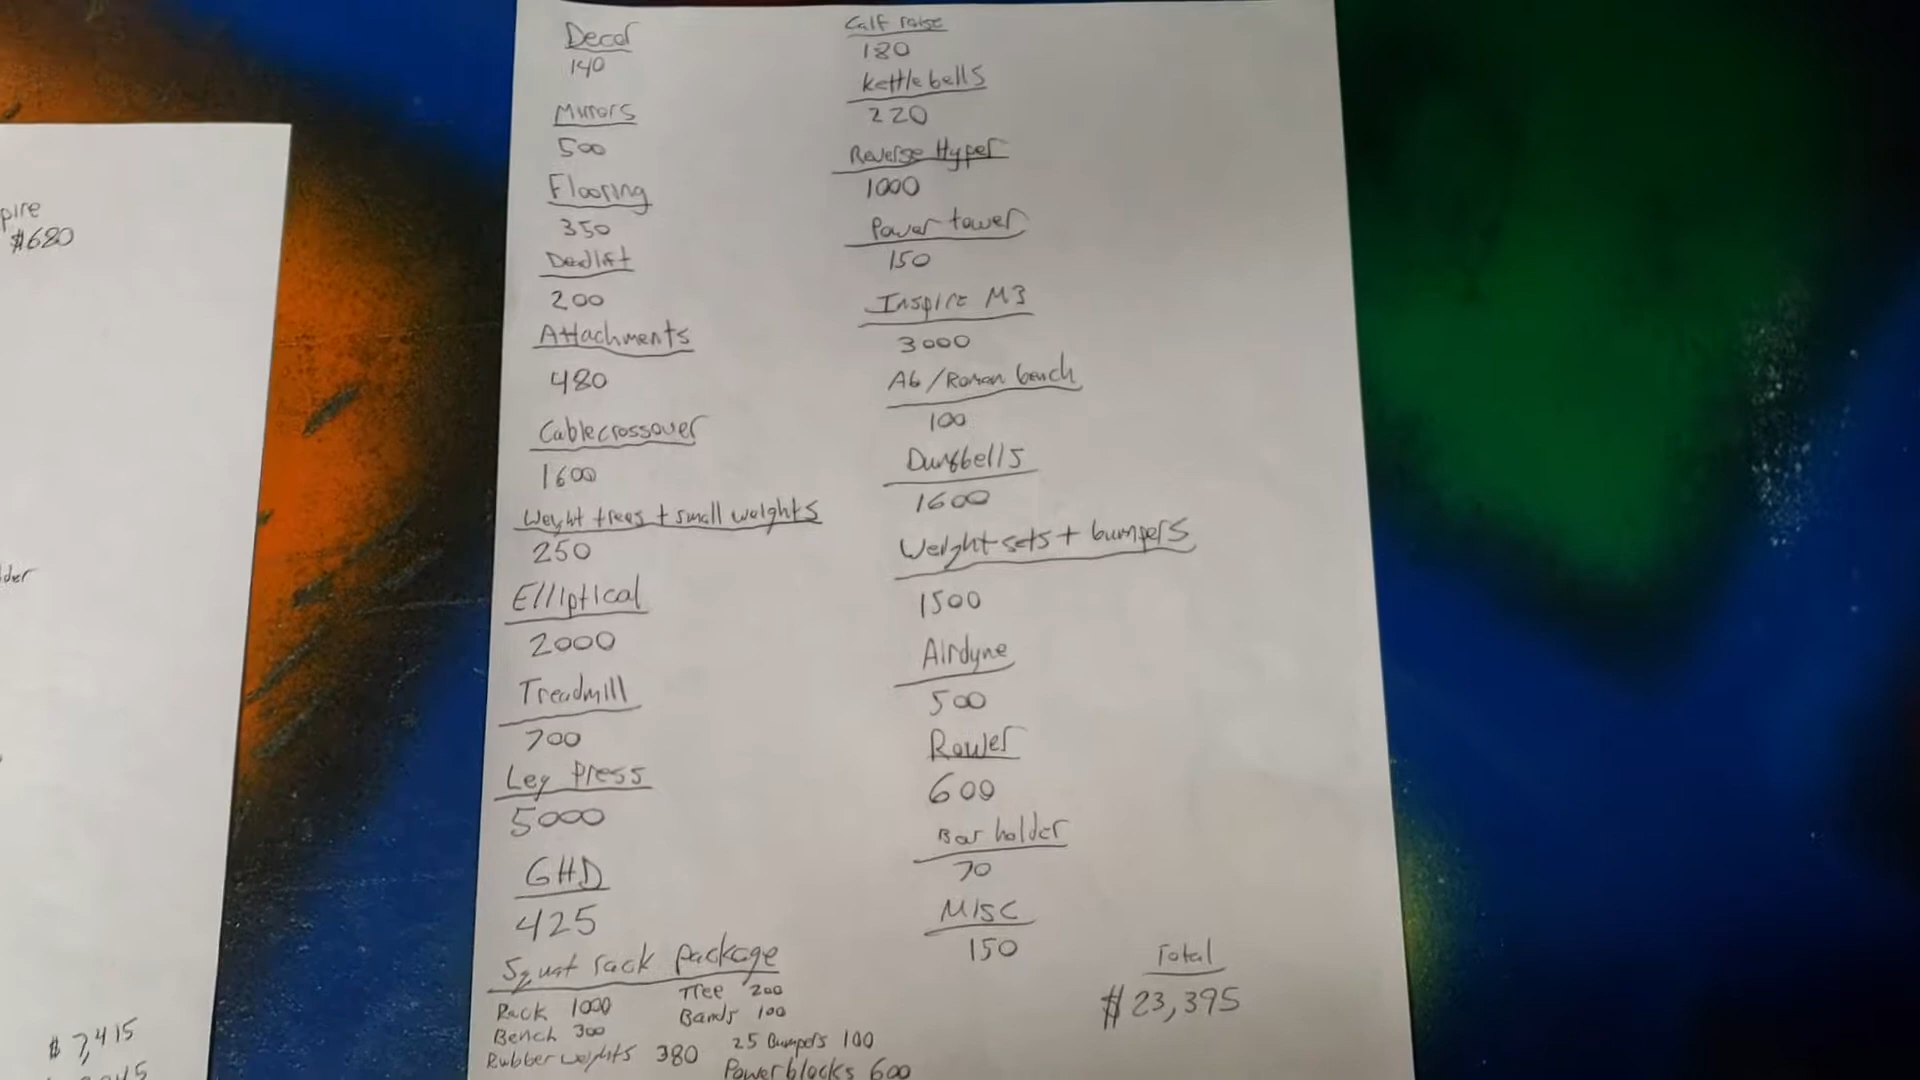 pire
$680
der
$7,415
Decor
140
Mirrors
500
Flooring
350
Dedlift
200
Attachments
480
Cablecrossover
1600
Weight trees + small weights
250
Elliptical
2000
Treadmill
700
Leg Press
5000
GHD
425
Squat rack package
Rack 1000
Tree 200
Bands 100
Bench 300
25 Bumpers 100
Rubber weights 380
Powerblocks 600
Calf raise
180
Kettlebells
220
Reverse Hyper
1000
Power tower
150
Inspire M3
3000
Ab/Roman bench
100
Dumbbells
1600
Weight sets + bumpers
1500
Airdyne
500
Rower
600
Bar holder
70
MISC
150
Total
$23,395